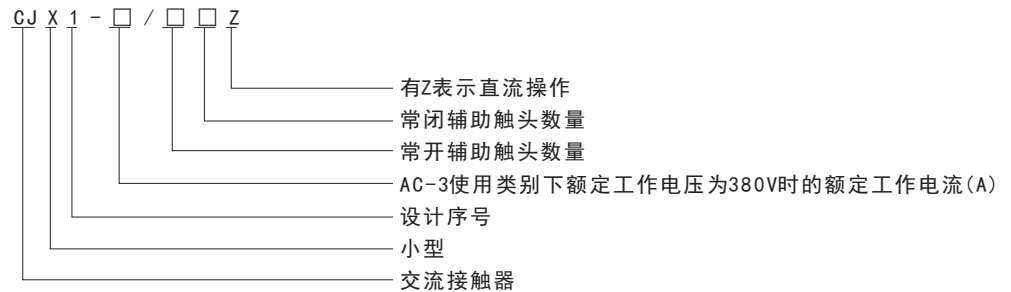 CJ X 1 - □ / □ □ Z
有Z表示直流操作
常闭辅助触头数量
常开辅助触头数量
AC-3使用类别下额定工作电压为380V时的额定工作电流(A)
设计序号
小型
交流接触器